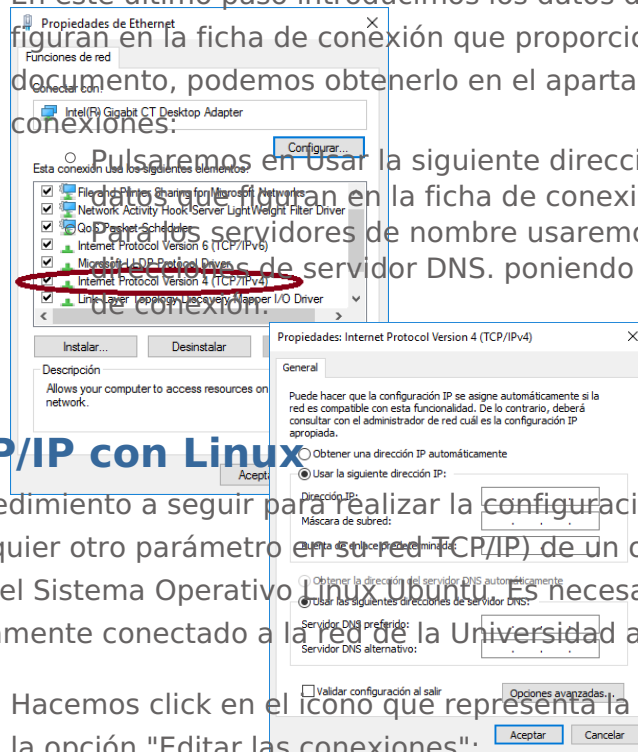 En este último paso introducimos los datos
figuran en la ficha de conexión que proporcio
documento, podemos obtenerlo en el aparta
conexiones:
Pulsaremos en Usar la siguiente direcci
datos que figuran en la ficha de conexi
Para los servidores de nombre usaremo
direcciones de servidor DNS. poniendo
de conexión.
Propiedades de Ethernet
Funciones de red
Conectar con:
Intel(R) Gigabit CT Desktop Adapter
Configurar...
Esta conexión usa los siguientes elementos:
File and Printer Sharing for Microsoft Networks
Network Activity Hook Server LightWeight Filter Driver
QoS Packet Scheduler
Internet Protocol Version 6 (TCP/IPv6)
Microsoft LLDP Protocol Driver
Internet Protocol Version 4 (TCP/IPv4)
Link-Layer Topology Discovery Mapper I/O Driver
Instalar...
Desinstalar
Descripción
Allows your computer to access resources on
network.
Acepta
Propiedades: Internet Protocol Version 4 (TCP/IPv4)
General
Puede hacer que la configuración IP se asigne automáticamente si la
red es compatible con esta funcionalidad. De lo contrario, deberá
consultar con el administrador de red cuál es la configuración IP
apropiada.
Obtener una dirección IP automáticamente
Usar la siguiente dirección IP:
Dirección IP:
Máscara de subred:
Puerta de enlace predeterminada:
Obtener la dirección del servidor DNS automáticamente
Usar las siguientes direcciones de servidor DNS:
Servidor DNS preferido:
Servidor DNS alternativo:
Validar configuración al salir
Opciones avanzadas...
Aceptar
Cancelar
P/IP con Linux
edimiento a seguir para realizar la configuraci
quier otro parámetro en su red TCP/IP) de un
el Sistema Operativo Linux Ubuntu. Es necesa
amente conectado a la red de la Universidad a
Hacemos click en el icono que representa la
la opción "Editar las conexiones":